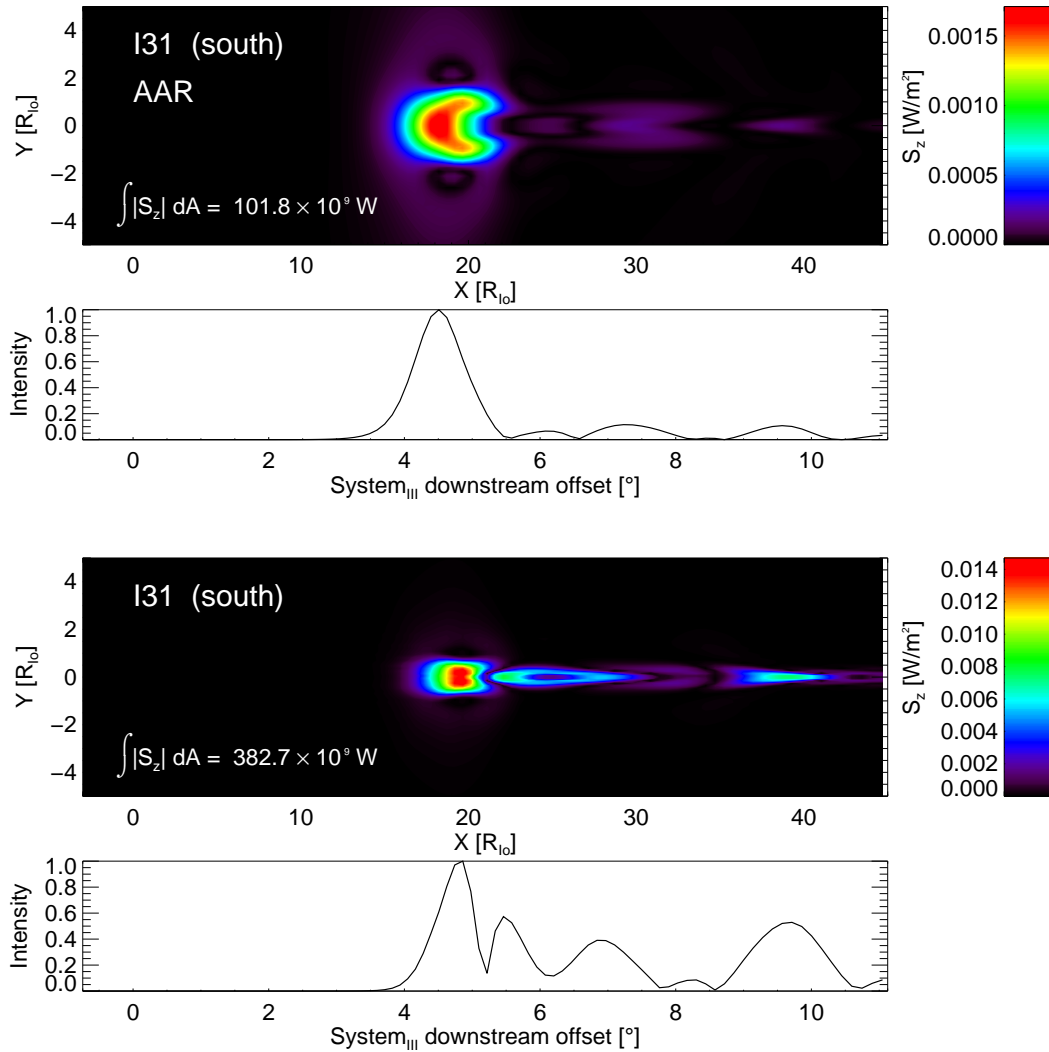 I31 (south)
AAR
∫|S_z| dA = 101.8 × 10⁹ W
Y [R_Io]
4
2
0
−2
−4
0 10 20 30 40
X [R_Io]
S_z [W/m²]
0.0015
0.0010
0.0005
0.0000
Intensity
1.0
0.8
0.6
0.4
0.2
0.0
0 2 4 6 8 10
System_III downstream offset [°]
I31 (south)
∫|S_z| dA = 382.7 × 10⁹ W
Y [R_Io]
4
2
0
−2
−4
0 10 20 30 40
X [R_Io]
S_z [W/m²]
0.014
0.012
0.010
0.008
0.006
0.004
0.002
0.000
Intensity
1.0
0.8
0.6
0.4
0.2
0.0
0 2 4 6 8 10
System_III downstream offset [°]